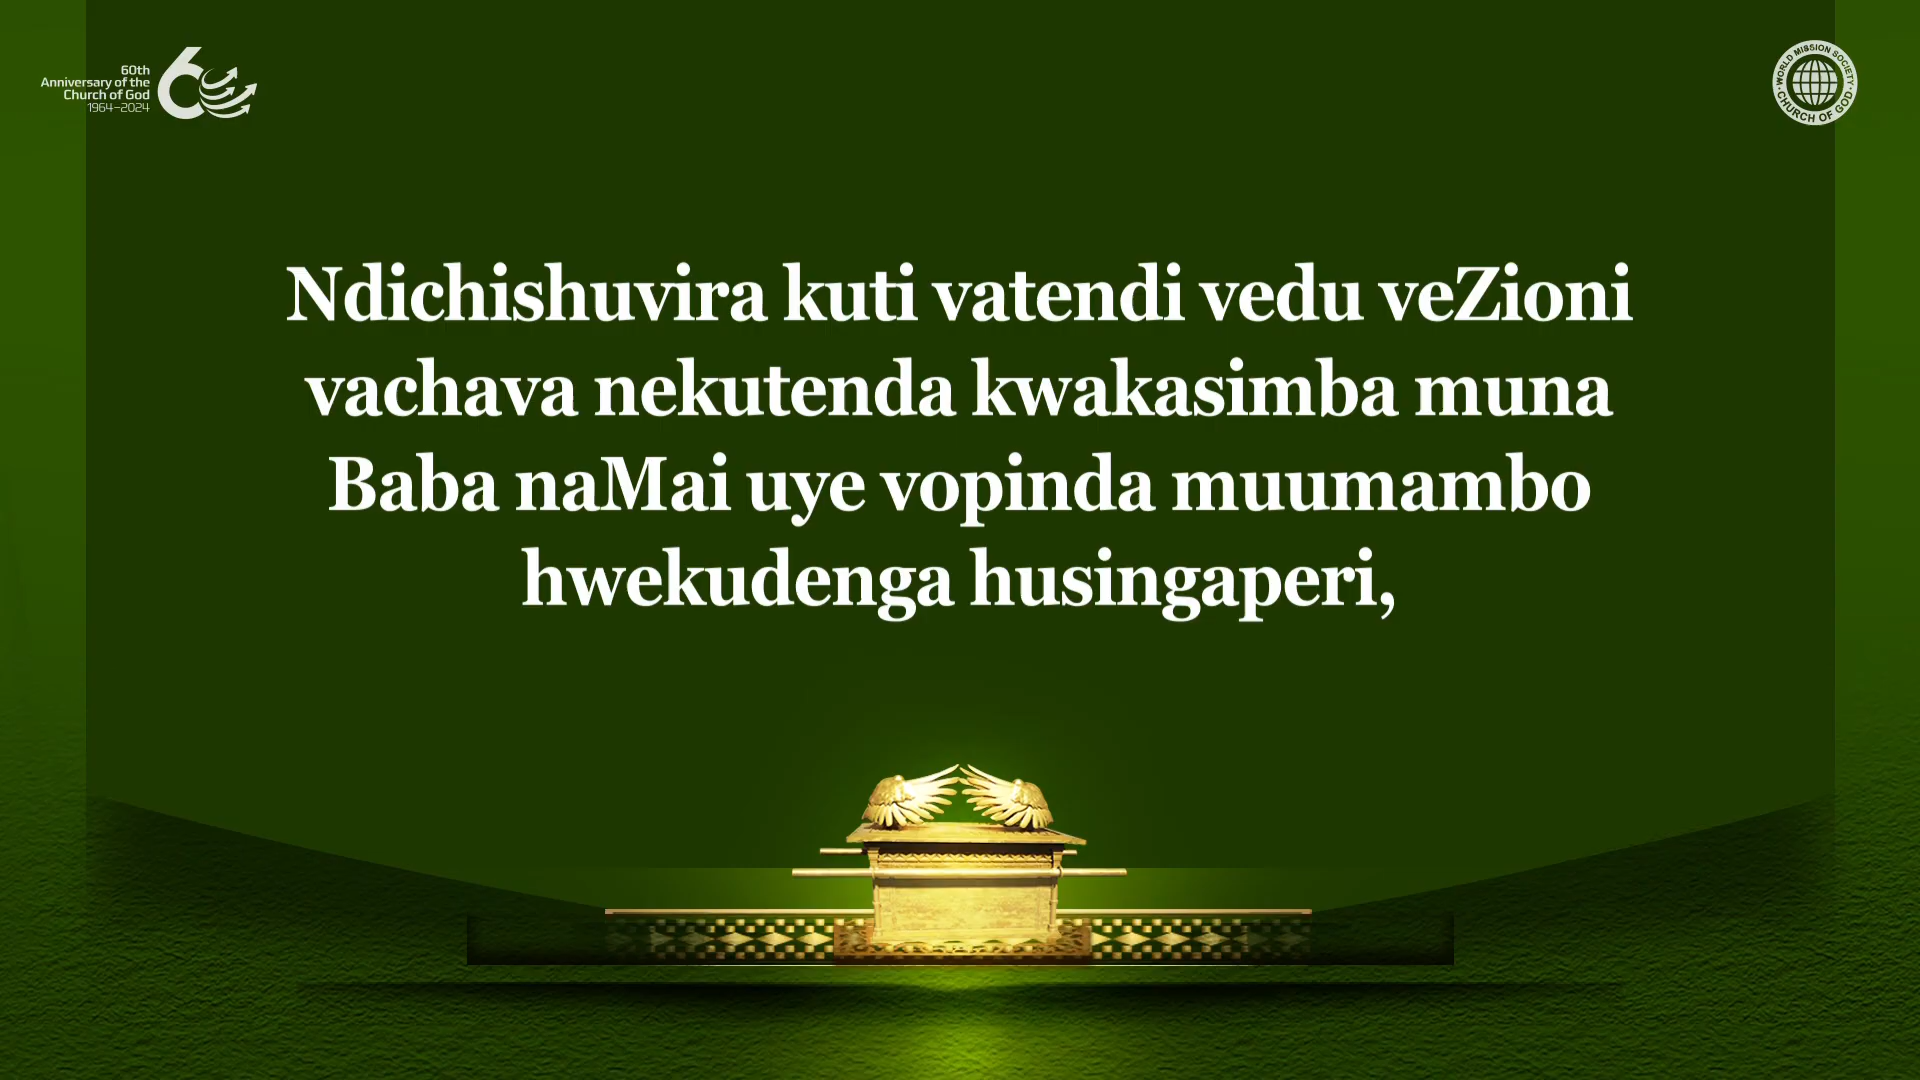 60th
Anniversary of the
Church of God
1964–2024
WORLD MISSION SOCIETY
CHURCH OF GOD
Ndichishuvira kuti vatendi vedu veZioni
vachava nekutenda kwakasimba muna
Baba naMai uye vopinda muumambo
hwekudenga husingaperi,